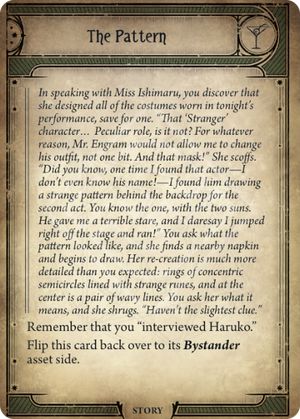 The Pattern
In speaking with Miss Ishimaru, you discover that
she designed all of the costumes worn in tonight's
performance, save for one. "That 'Stranger'
character… Peculiar role, is it not? For whatever
reason, Mr. Engram would not allow me to change
his outfit, not one bit. And that mask!" She scoffs.
"Did you know, one time I found that actor—I
don't even know his name!—I found him drawing
a strange pattern behind the backdrop for the
second act. You know the one, with the two suns.
He gave me a terrible stare, and I daresay I jumped
right off the stage and ran!" You ask what the
pattern looked like, and she finds a nearby napkin
and begins to draw. Her re-creation is much more
detailed than you expected: rings of concentric
semicircles lined with strange runes, and at the
center is a pair of wavy lines. You ask her what it
means, and she shrugs. "Haven't the slightest clue."
Remember that you "interviewed Haruko."
Flip this card back over to its Bystander
asset side.
STORY